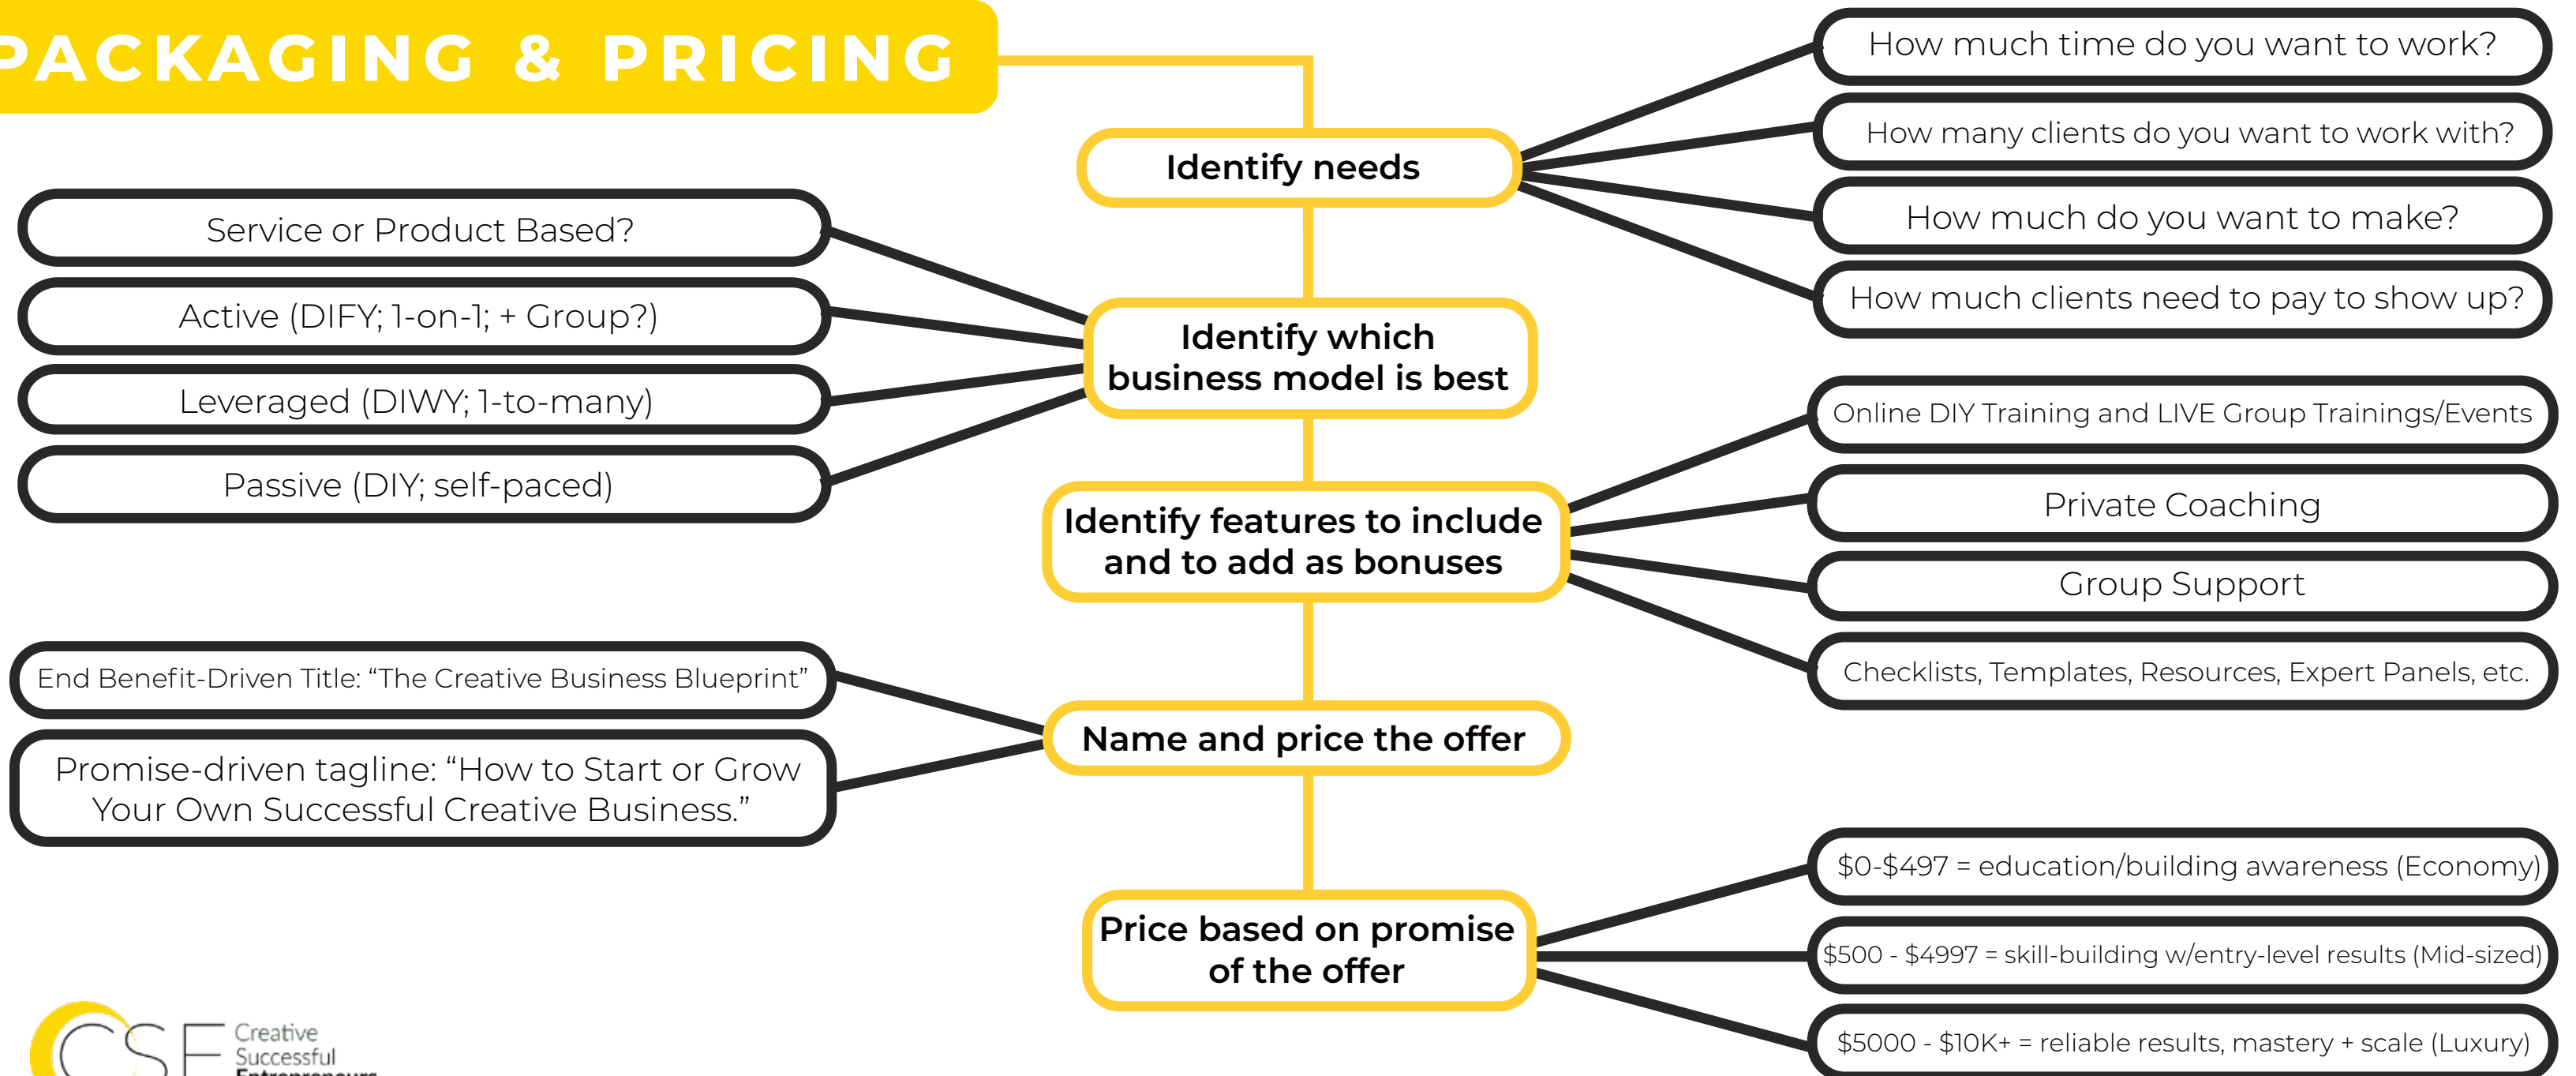 PACKAGING & PRICING
Identify needs
How much time do you want to work?
How many clients do you want to work with?
How much do you want to make?
How much clients need to pay to show up?
Identify which
business model is best
Service or Product Based?
Active (DIFY; 1-on-1; + Group?)
Leveraged (DIWY; 1-to-many)
Passive (DIY; self-paced)
Identify features to include
and to add as bonuses
Online DIY Training and LIVE Group Trainings/Events
Private Coaching
Group Support
Checklists, Templates, Resources, Expert Panels, etc.
Name and price the offer
End Benefit-Driven Title: “The Creative Business Blueprint”
Promise-driven tagline: “How to Start or Grow
Your Own Successful Creative Business.”
Price based on promise
of the offer
$0-$497 = education/building awareness (Economy)
$500 - $4997 = skill-building w/entry-level results (Mid-sized)
$5000 - $10K+ = reliable results, mastery + scale (Luxury)
CSE
Creative
Successful
Entrepreneurs